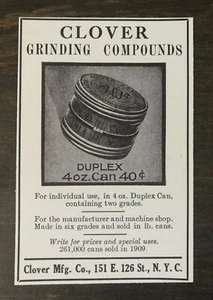 CLOVER
GRINDING COMPOUNDS
DUPLEX
4 oz. Can 40¢
For individual use, in 4 oz. Duplex Can,
containing two grades.
For the manufacturer and machine shop.
Made in six grades and sold in lb. cans.
Write for prices and special uses.
261,000 cans sold in 1909.
Clover Mfg. Co., 151 E. 126 St., N. Y. C.